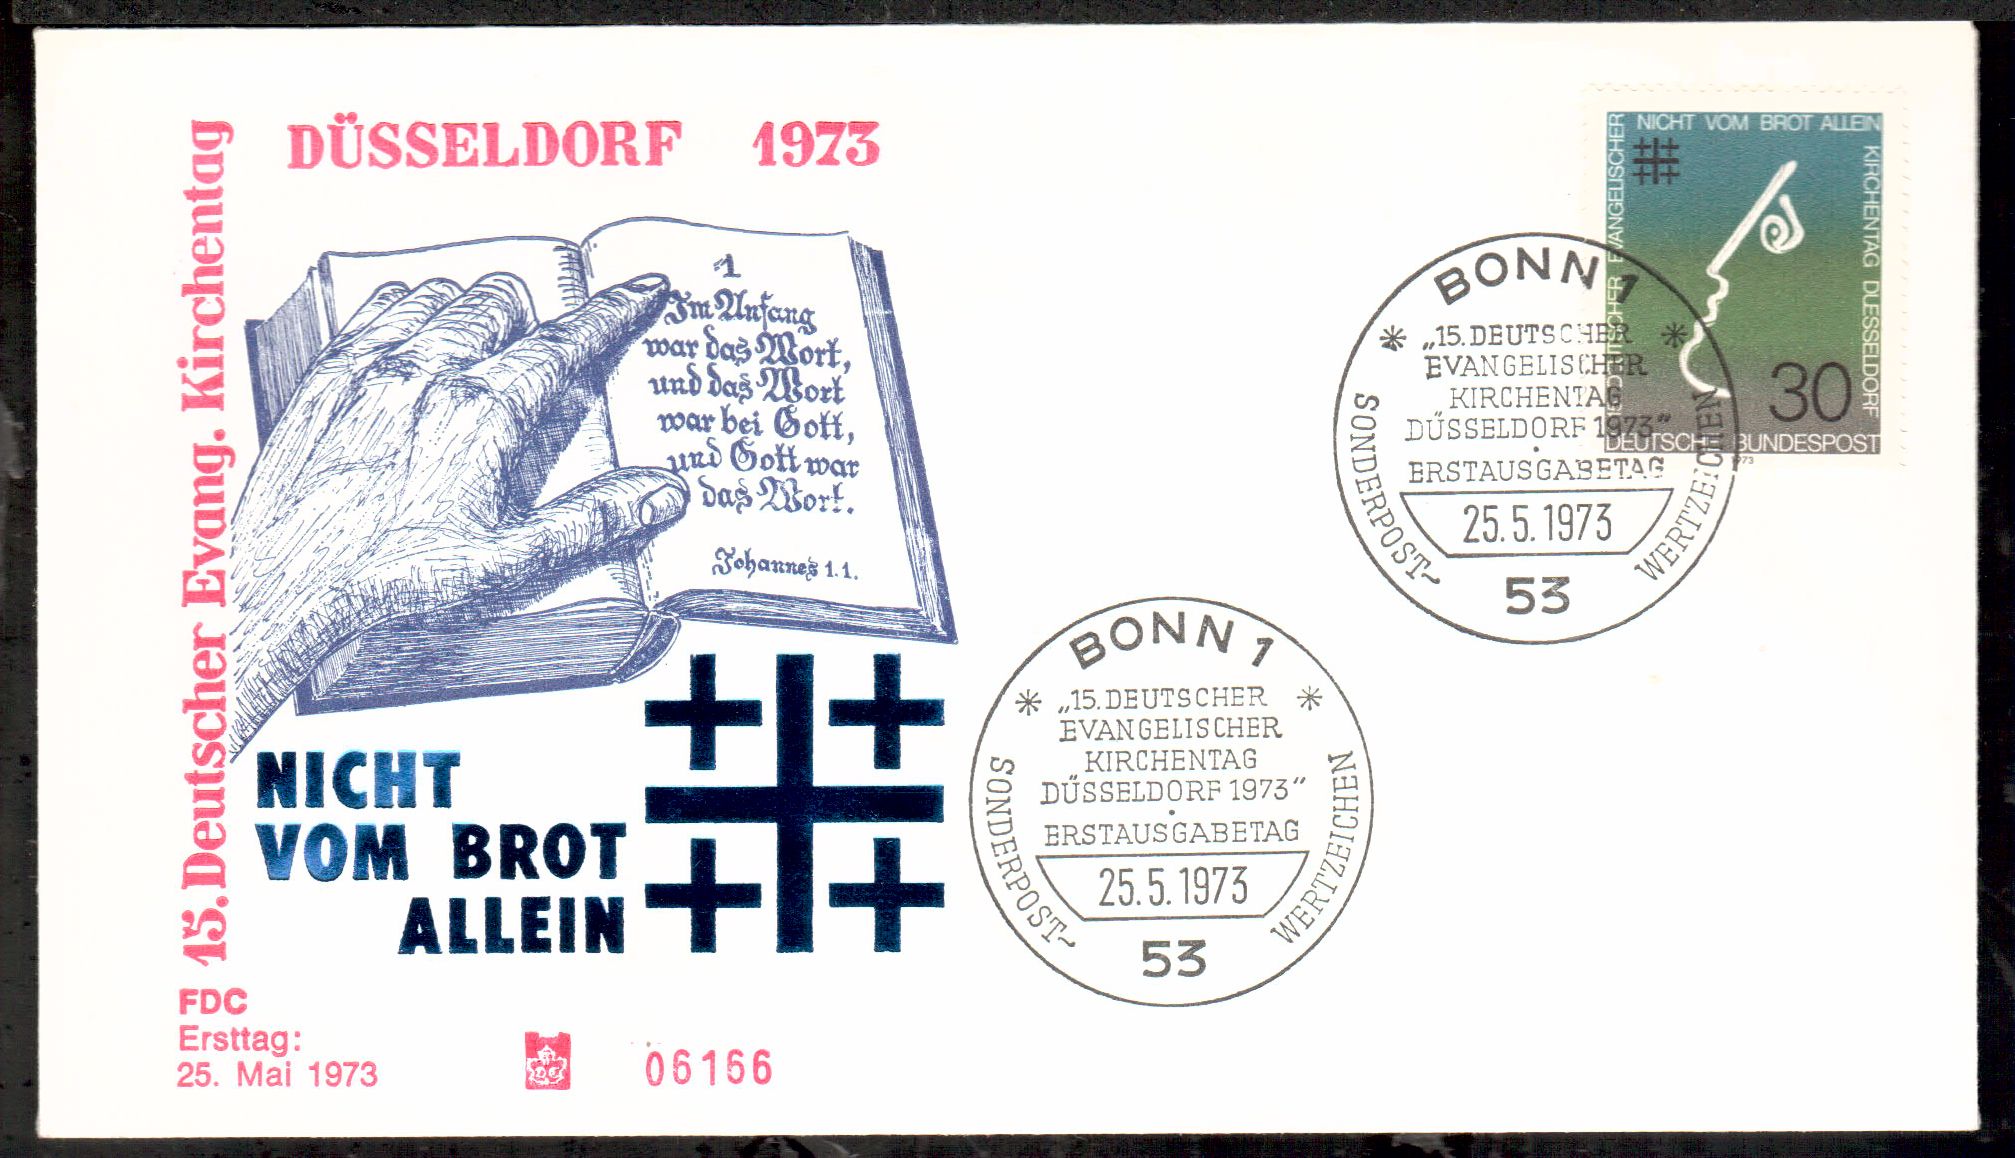 DÜSSELDORF 1973
15. Deutscher Evang. Kirchentag
1
Im Anfang
war das Wort,
und das Wort
war bei Gott,
und Gott war
das Wort.
Johannes 1.1.
NICHT
VOM BROT
ALLEIN
FDC
Ersttag:
25. Mai 1973
06166
BONN 1
„15. DEUTSCHER
EVANGELISCHER
KIRCHENTAG
DÜSSELDORF 1973"
ERSTAUSGABETAG
25.5.1973
SONDERPOST-
WERTZEICHEN
53
BONN 1
„15. DEUTSCHER
EVANGELISCHER
KIRCHENTAG
DÜSSELDORF 1973"
ERSTAUSGABETAG
25.5.1973
SONDERPOST-
WERTZEICHEN
53
EVANGELISCHER
NICHT VOM BROT ALLEIN
KIRCHENTAG DUESSELDORF
30
DEUTSCHE BUNDESPOST
1973